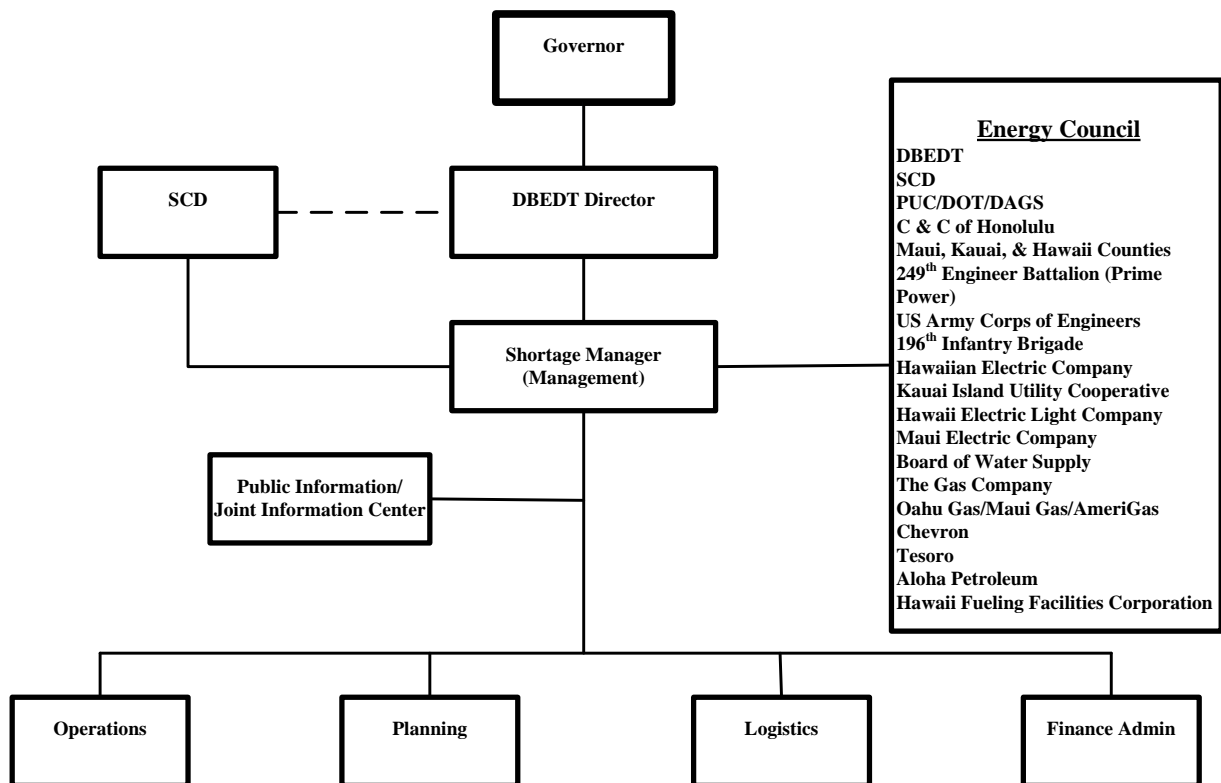 Governor
SCD
DBEDT Director
Shortage Manager
(Management)
Public Information/
Joint Information Center
Energy Council
DBEDT
SCD
PUC/DOT/DAGS
C & C of Honolulu
Maui, Kauai, & Hawaii Counties
249th Engineer Battalion (Prime
Power)
US Army Corps of Engineers
196th Infantry Brigade
Hawaiian Electric Company
Kauai Island Utility Cooperative
Hawaii Electric Light Company
Maui Electric Company
Board of Water Supply
The Gas Company
Oahu Gas/Maui Gas/AmeriGas
Chevron
Tesoro
Aloha Petroleum
Hawaii Fueling Facilities Corporation
Operations
Planning
Logistics
Finance Admin